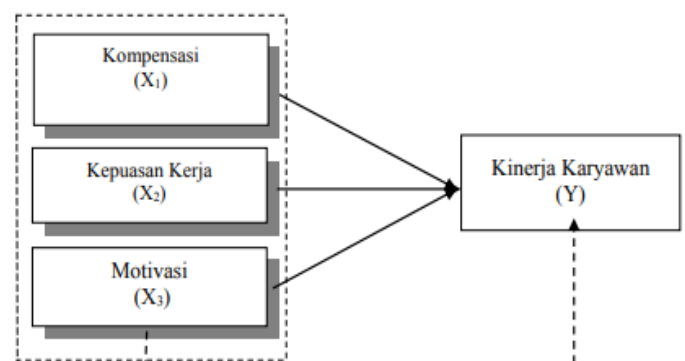 Kompensasi
(X₁)
Kepuasan Kerja
(X₂)
Motivasi
(X₃)
Kinerja Karyawan
(Y)